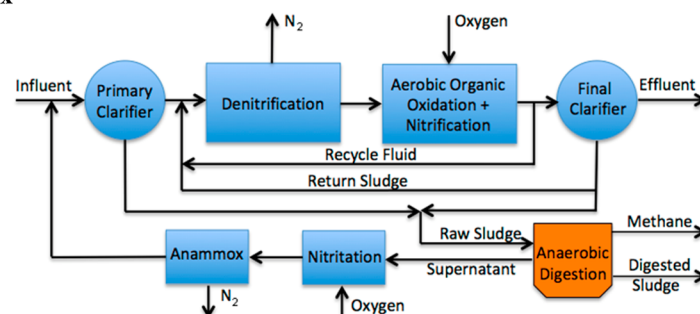 N2
Oxygen
Influent
Primary
Clarifier
Denitrification
Aerobic Organic
Oxidation +
Nitrification
Final
Clarifier
Effluent
Recycle Fluid
Return Sludge
Raw Sludge
Methane
Anammox
Nitritation
Supernatant
Anaerobic
Digestion
Digested
Sludge
N2
Oxygen